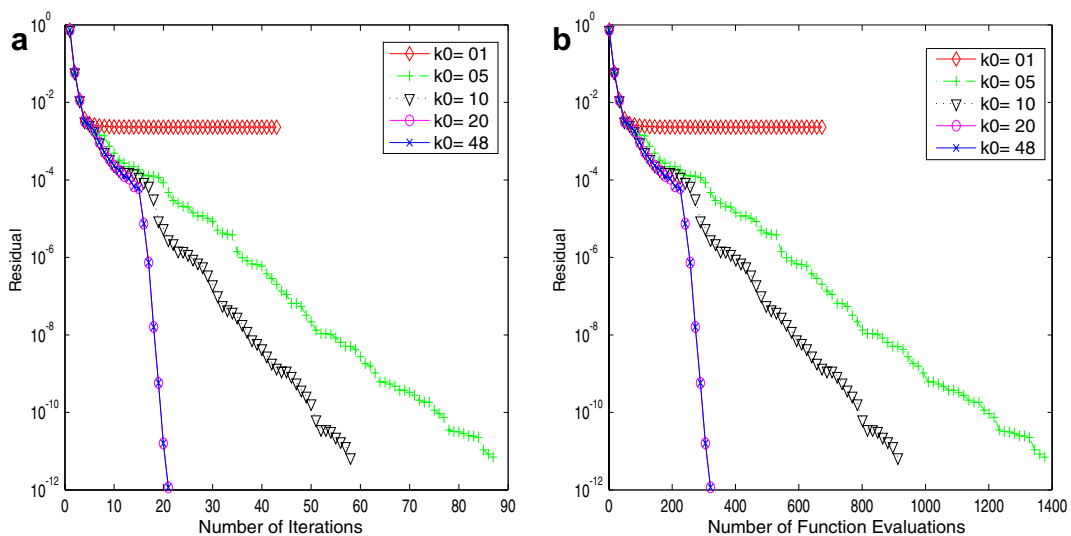 a
10^0
10^-2
10^-4
10^-6
10^-8
10^-10
10^-12
Residual
0 10 20 30 40 50 60 70 80 90
Number of Iterations
k0= 01
k0= 05
k0= 10
k0= 20
k0= 48
b
10^0
10^-2
10^-4
10^-6
10^-8
10^-10
10^-12
Residual
0 200 400 600 800 1000 1200 1400
Number of Function Evaluations
k0= 01
k0= 05
k0= 10
k0= 20
k0= 48